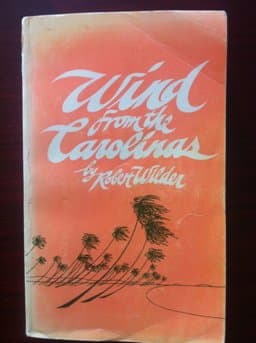 Wind
from the
Carolinas
by Robert Wilder